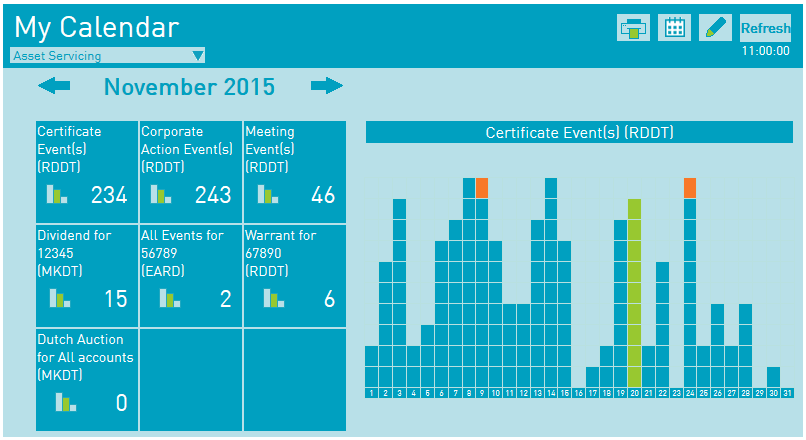 My Calendar
Refresh
Asset Servicing
11:00:00
November 2015
Certificate
Event(s)
(RDDT)
234
Corporate
Action Event(s)
(RDDT)
243
Meeting
Event(s)
(RDDT)
46
Dividend for
12345
(MKDT)
15
All Events for
56789
(EARD)
2
Warrant for
67890
(RDDT)
6
Dutch Auction
for All accounts
(MKDT)
0
Certificate Event(s) (RDDT)
1 2 3 4 5 6 7 8 9 10 11 12 13 14 15 16 17 18 19 20 21 22 23 24 25 26 27 28 29 30 31